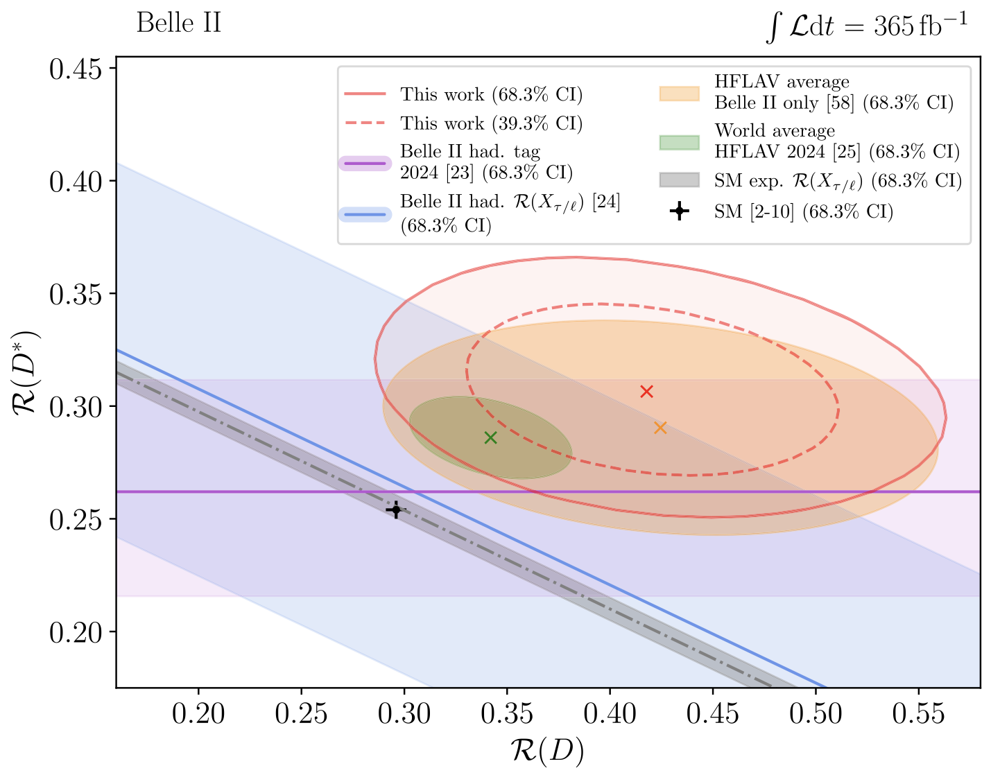 Belle II
∫ ℒdt = 365 fb⁻¹
This work (68.3% CI)
This work (39.3% CI)
Belle II had. tag
2024 [23] (68.3% CI)
Belle II had. ℛ(X_{τ/ℓ}) [24]
(68.3% CI)
HFLAV average
Belle II only [58] (68.3% CI)
World average
HFLAV 2024 [25] (68.3% CI)
SM exp. ℛ(X_{τ/ℓ}) (68.3% CI)
SM [2-10] (68.3% CI)
0.45
0.40
0.35
0.30
0.25
0.20
ℛ(D*)
0.20
0.25
0.30
0.35
0.40
0.45
0.50
0.55
ℛ(D)